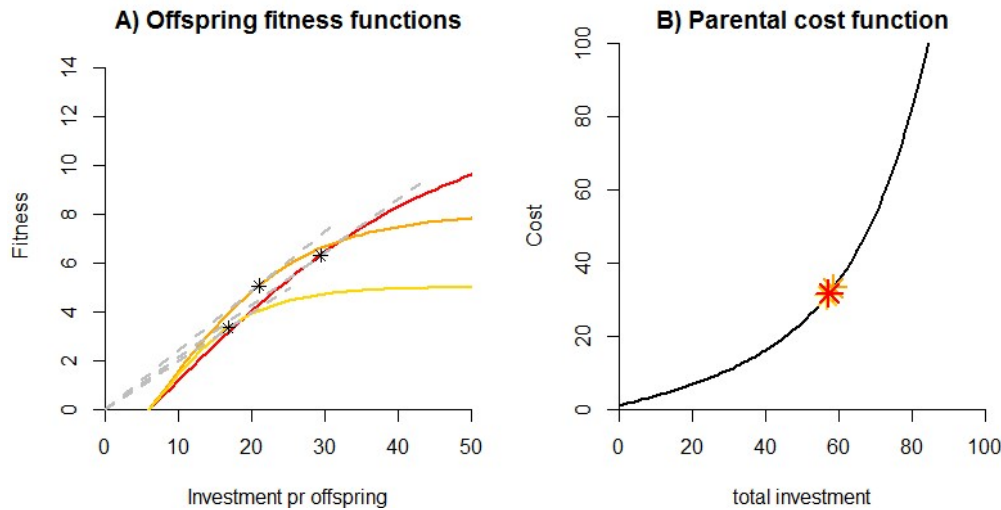 A) Offspring fitness functions
Fitness
0 2 4 6 8 10 12 14
0 10 20 30 40 50
Investment pr offspring
B) Parental cost function
Cost
0 20 40 60 80 100
0 20 40 60 80 100
total investment